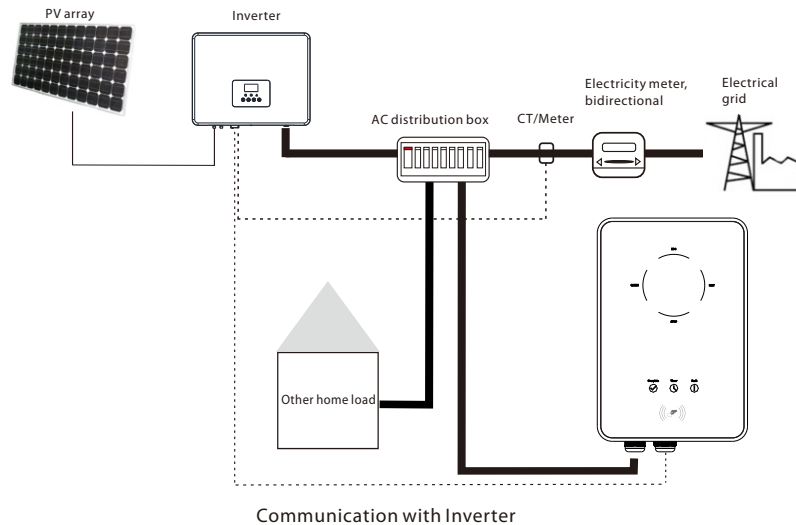 PV array
Inverter
AC distribution box
CT/Meter
Electricity meter,
bidirectional
Electrical
grid
Other home load
Communication with Inverter